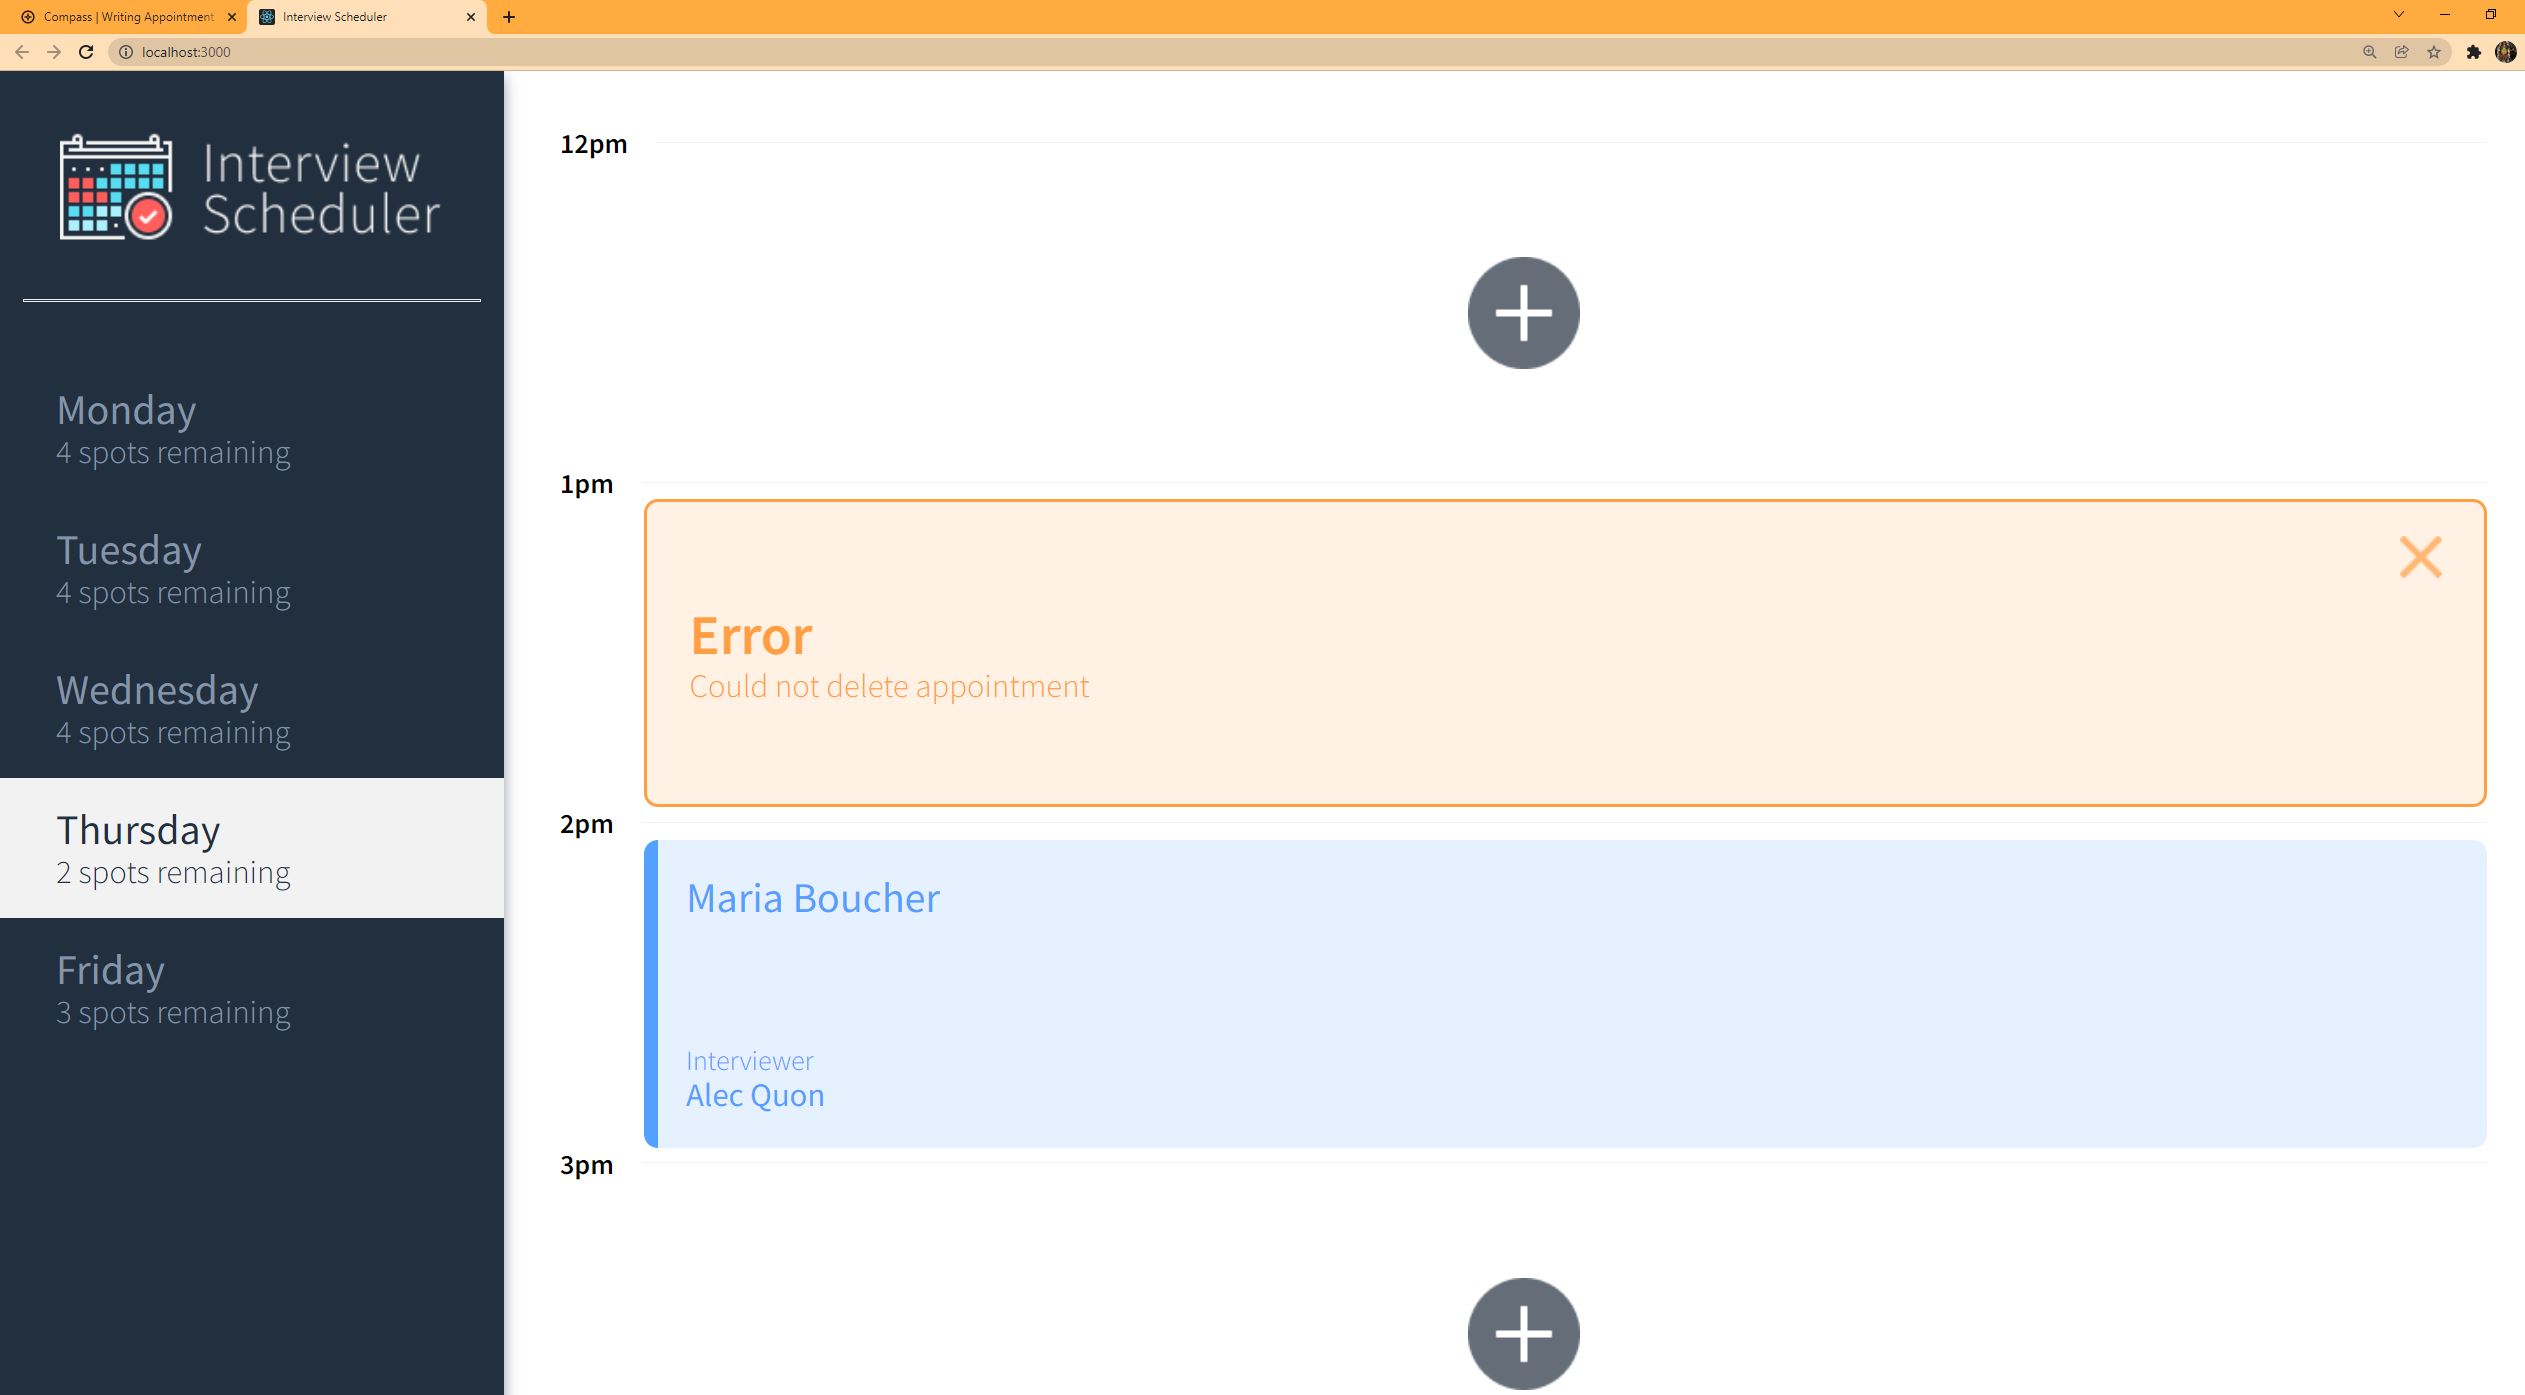 Compass | Writing Appointment
Interview Scheduler
localhost:3000
Interview
Scheduler
Monday
4 spots remaining
Tuesday
4 spots remaining
Wednesday
4 spots remaining
Thursday
2 spots remaining
Friday
3 spots remaining
12pm
1pm
Error
Could not delete appointment
2pm
Maria Boucher
Interviewer
Alec Quon
3pm